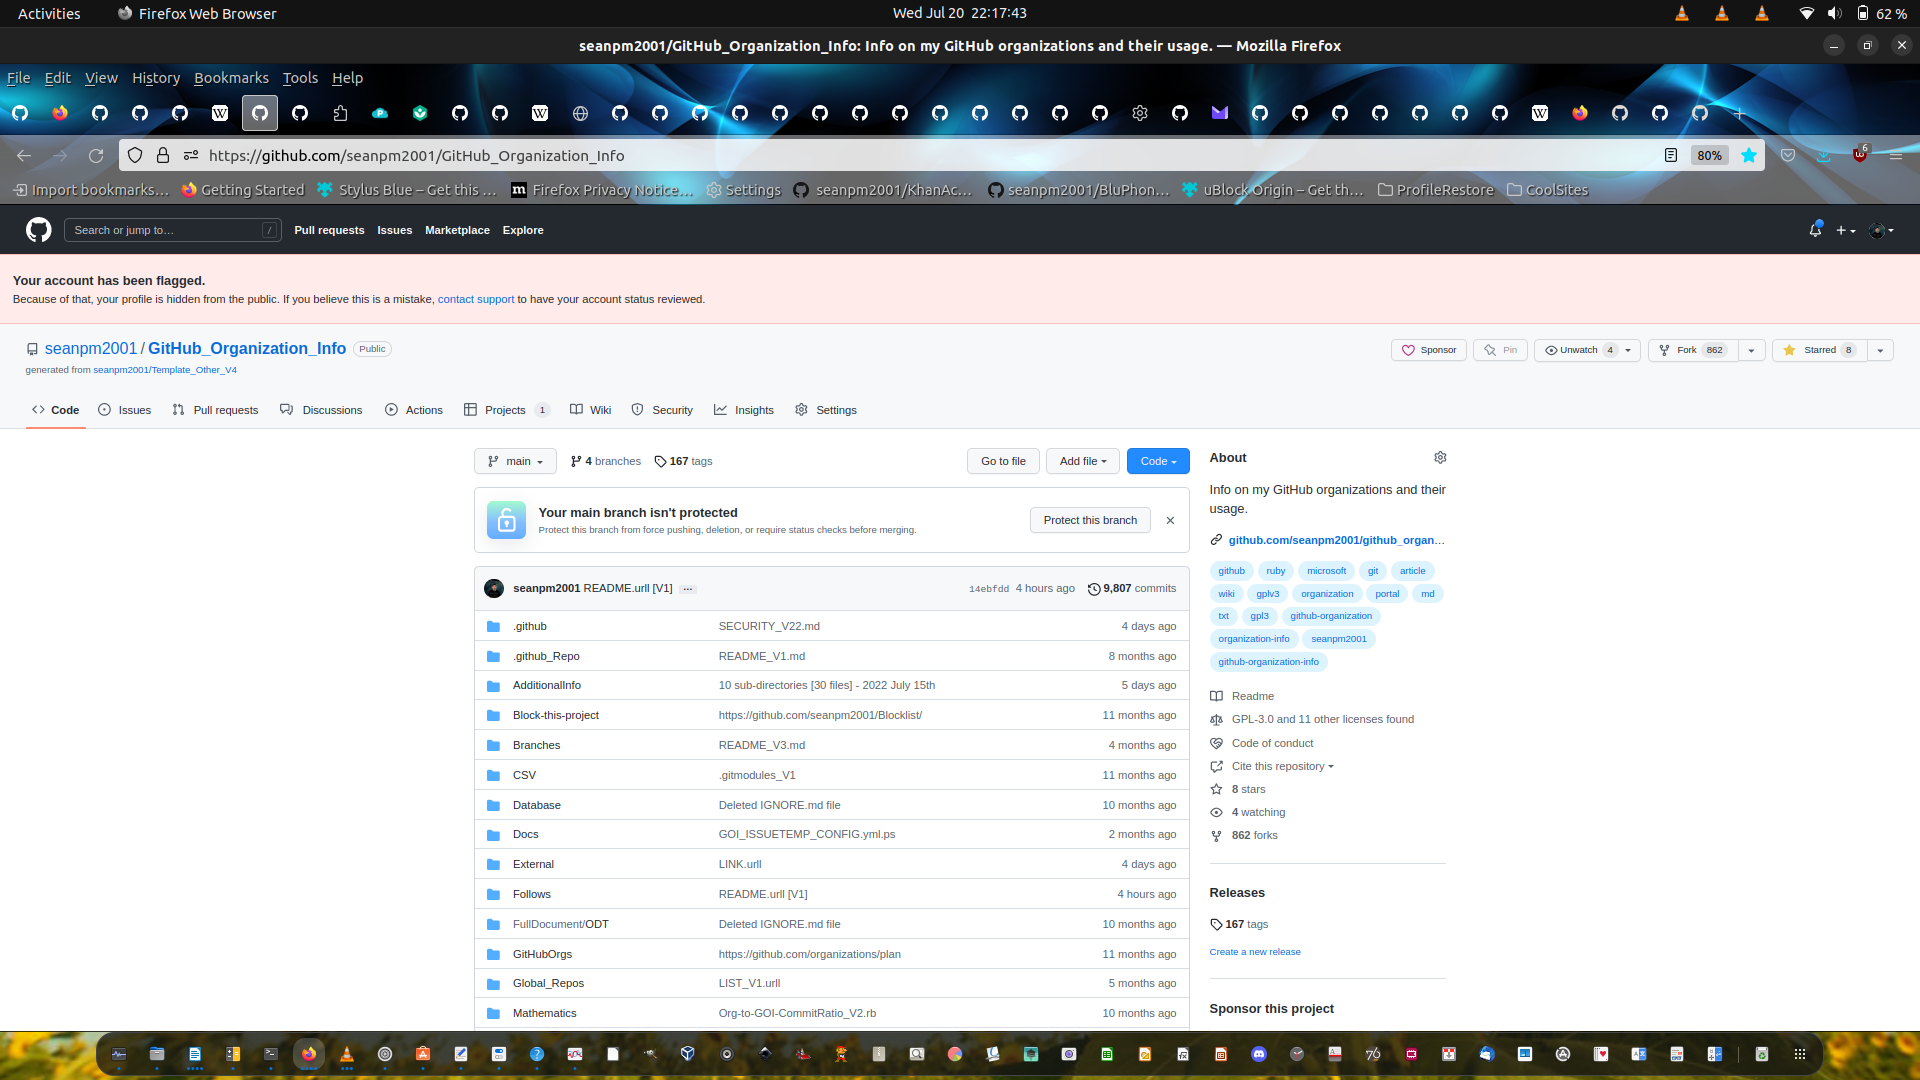 Activities Firefox Web Browser Wed Jul 20 22:17:43 62 %
seanpm2001/GitHub_Organization_Info: Info on my GitHub organizations and their usage. — Mozilla Firefox
File Edit View History Bookmarks Tools Help
https://github.com/seanpm2001/GitHub_Organization_Info 80% 6
Import bookmarks… Getting Started Stylus Blue – Get this … Firefox Privacy Notice… Settings seanpm2001/KhanAc… seanpm2001/BluPhon… uBlock Origin – Get th… ProfileRestore CoolSites
Search or jump to… / Pull requests Issues Marketplace Explore
Your account has been flagged.
Because of that, your profile is hidden from the public. If you believe this is a mistake, contact support to have your account status reviewed.
seanpm2001 / GitHub_Organization_Info Public Sponsor Pin Unwatch 4 Fork 862 Starred 8
generated from seanpm2001/Template_Other_V4
Code Issues Pull requests Discussions Actions Projects 1 Wiki Security Insights Settings
main 4 branches 167 tags Go to file Add file Code
Your main branch isn't protected
Protect this branch from force pushing, deletion, or require status checks before merging.
Protect this branch
seanpm2001 README.urll [V1] … 14ebfdd 4 hours ago 9,807 commits
.github SECURITY_V22.md 4 days ago
.github_Repo README_V1.md 8 months ago
AdditionalInfo 10 sub-directories [30 files] - 2022 July 15th 5 days ago
Block-this-project https://github.com/seanpm2001/Blocklist/ 11 months ago
Branches README_V3.md 4 months ago
CSV .gitmodules_V1 11 months ago
Database Deleted IGNORE.md file 10 months ago
Docs GOI_ISSUETEMP_CONFIG.yml.ps 2 months ago
External LINK.urll 4 days ago
Follows README.urll [V1] 4 hours ago
FullDocument/ODT Deleted IGNORE.md file 10 months ago
GitHubOrgs https://github.com/organizations/plan 11 months ago
Global_Repos LIST_V1.urll 5 months ago
Mathematics Org-to-GOI-CommitRatio_V2.rb 10 months ago
About
Info on my GitHub organizations and their
usage.
github.com/seanpm2001/github_organ…
github ruby microsoft git article
wiki gplv3 organization portal md
txt gpl3 github-organization
organization-info seanpm2001
github-organization-info
Readme
GPL-3.0 and 11 other licenses found
Code of conduct
Cite this repository
8 stars
4 watching
862 forks
Releases
167 tags
Create a new release
Sponsor this project